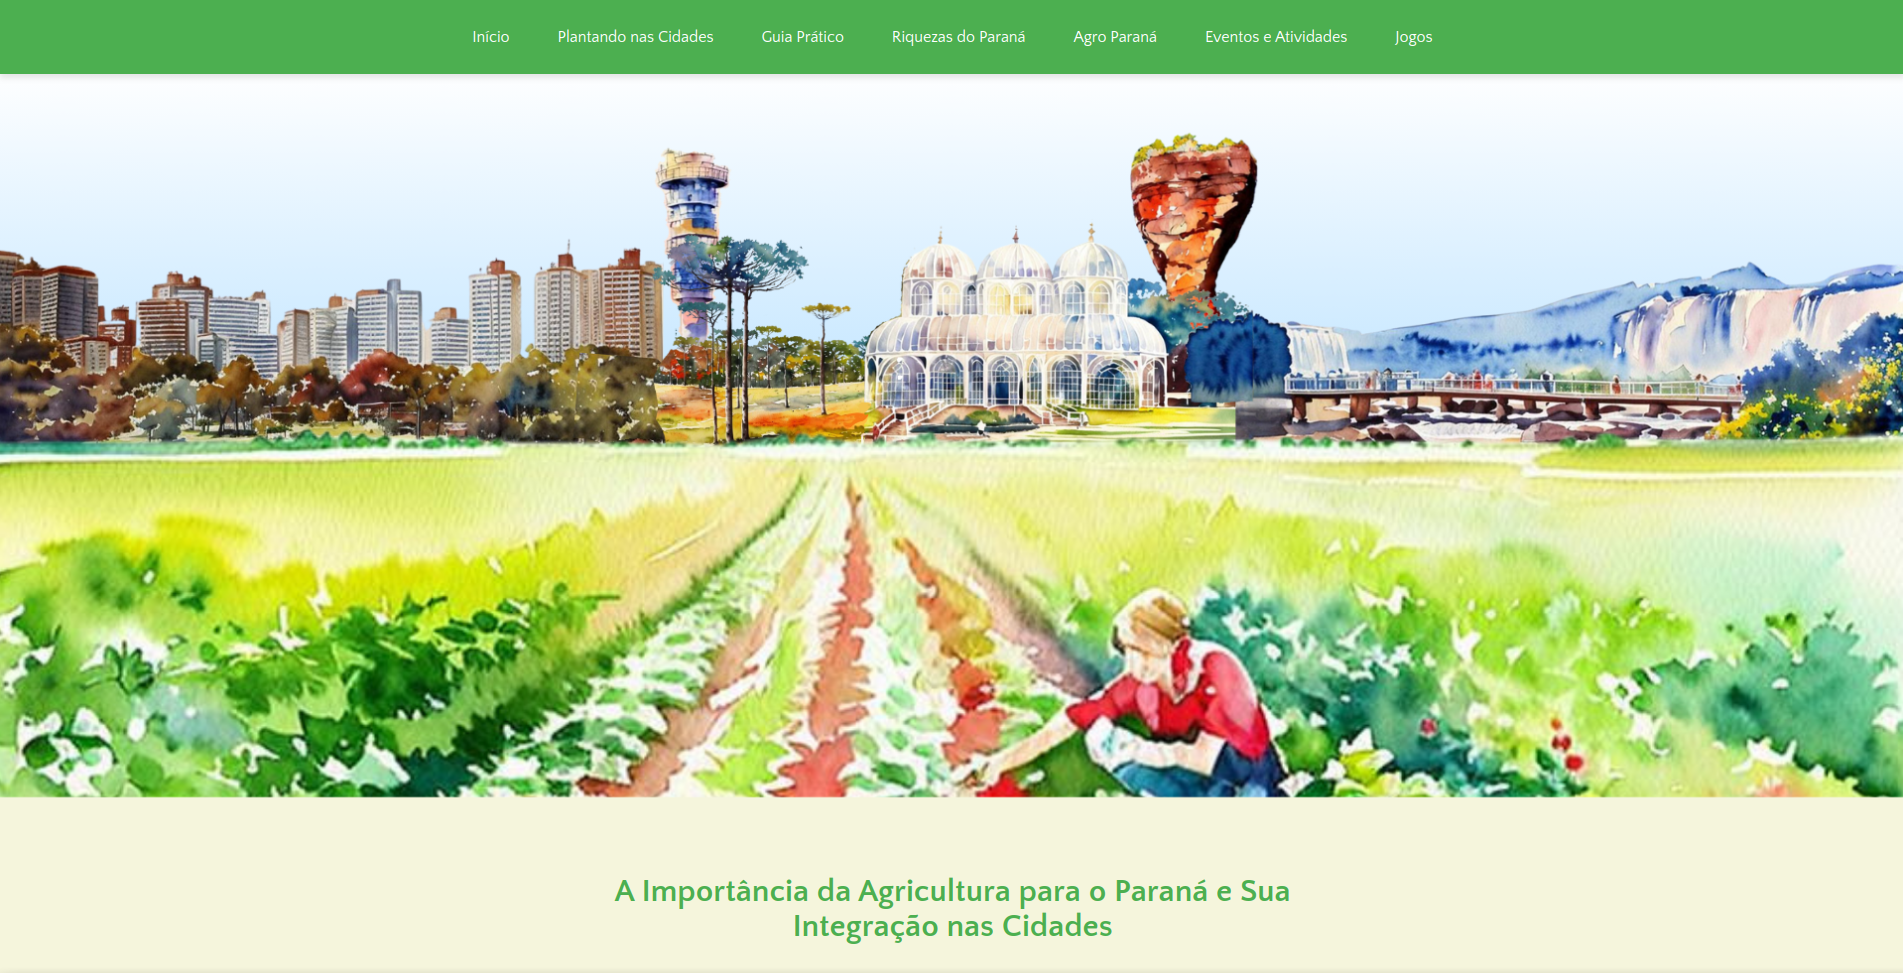 Início Plantando nas Cidades Guia Prático Riquezas do Paraná Agro Paraná Eventos e Atividades Jogos
A Importância da Agricultura para o Paraná e Sua
Integração nas Cidades